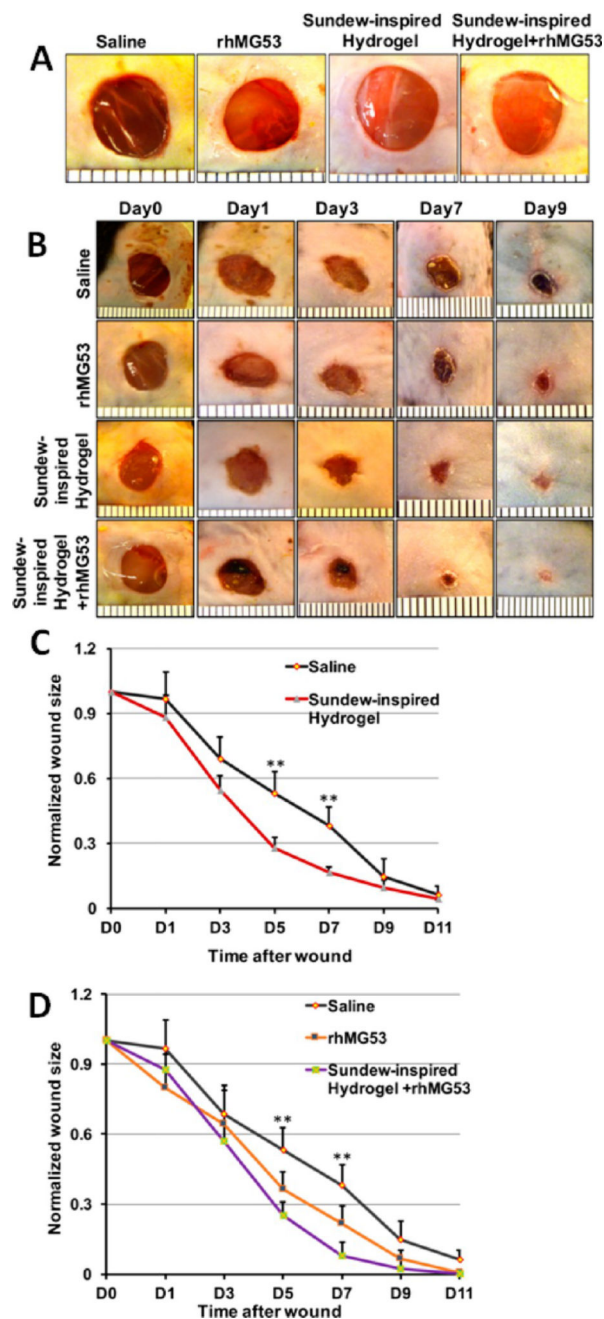 A
Saline
rhMG53
Sundew-inspired
Hydrogel
Sundew-inspired
Hydrogel+rhMG53
B
Day0
Day1
Day3
Day7
Day9
Saline
rhMG53
Sundew-
inspired
Hydrogel
Sundew-
inspired
Hydrogel
+rhMG53
C
Normalized wound size
1.2
0.9
0.6
0.3
0
Saline
Sundew-inspired
Hydrogel
**
**
D0
D1
D3
D5
D7
D9
D11
Time after wound
D
Normalized wound size
1.2
0.9
0.6
0.3
0
Saline
rhMG53
Sundew-inspired
Hydrogel +rhMG53
**
**
D0
D1
D3
D5
D7
D9
D11
Time after wound